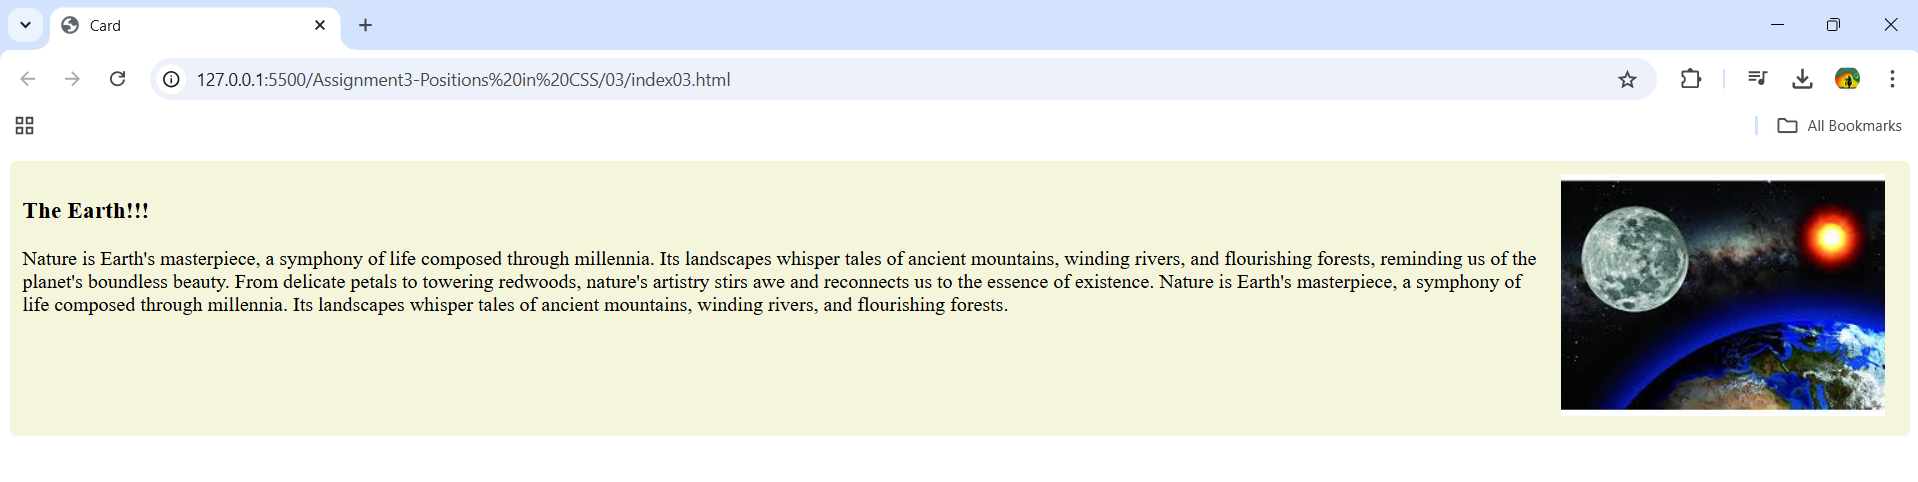 Card
127.0.0.1:5500/Assignment3-Positions%20in%20CSS/03/index03.html
All Bookmarks
The Earth!!!
Nature is Earth's masterpiece, a symphony of life composed through millennia. Its landscapes whisper tales of ancient mountains, winding rivers, and flourishing forests, reminding us of the
planet's boundless beauty. From delicate petals to towering redwoods, nature's artistry stirs awe and reconnects us to the essence of existence. Nature is Earth's masterpiece, a symphony of
life composed through millennia. Its landscapes whisper tales of ancient mountains, winding rivers, and flourishing forests.